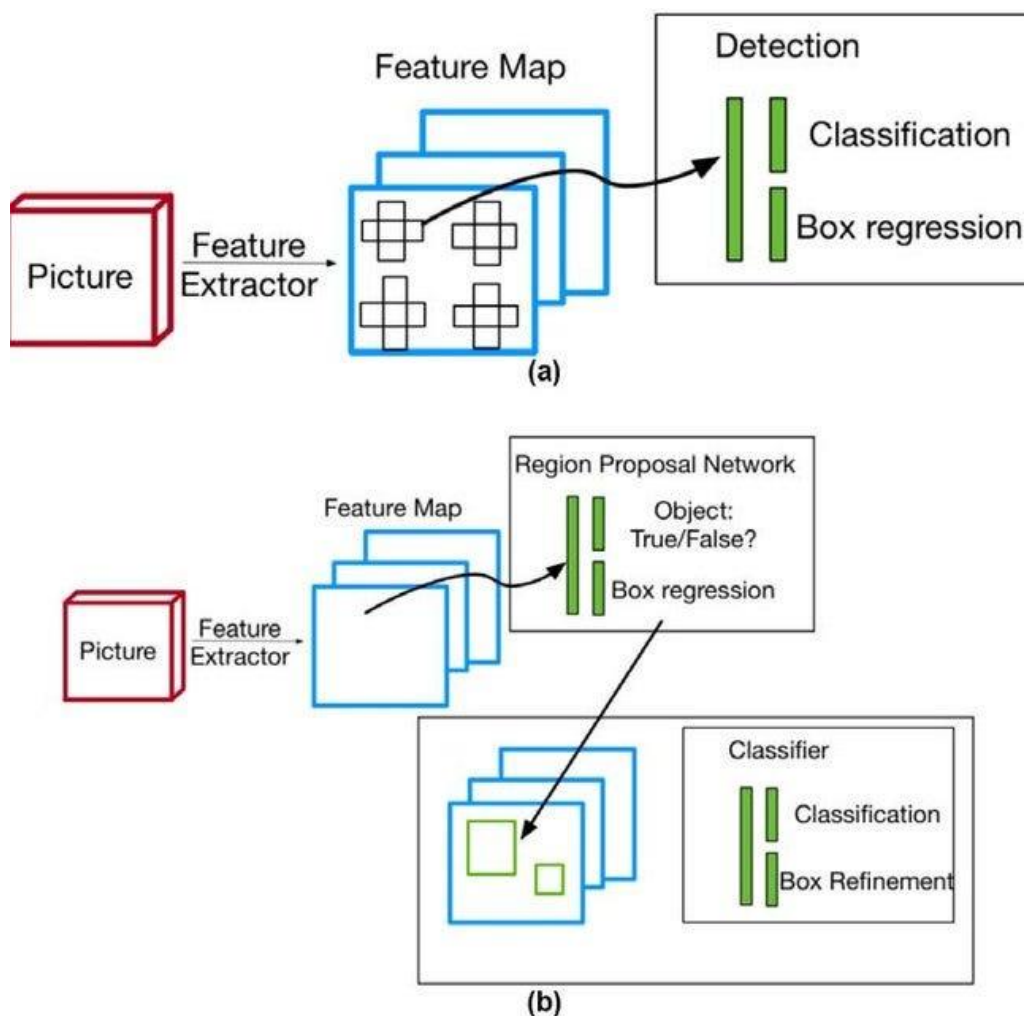 Feature Map
Detection
Classification
Box regression
Picture
Feature
Extractor
(a)
Region Proposal Network
Object:
True/False?
Box regression
Feature Map
Picture
Feature
Extractor
Classifier
Classification
Box Refinement
(b)